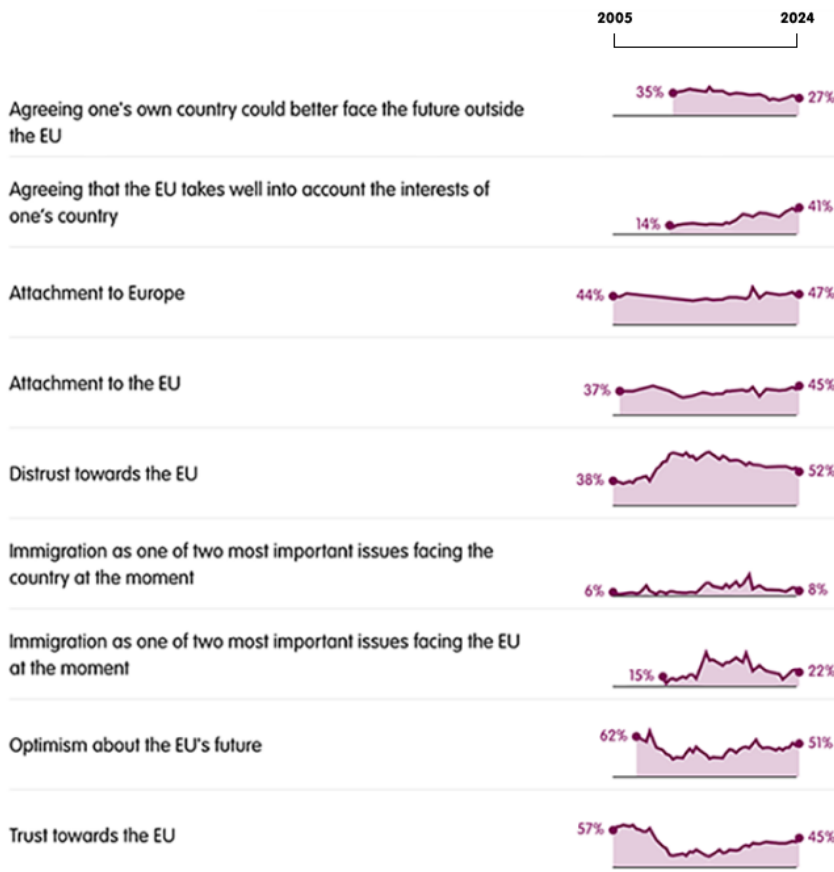 2005 2024
35% 27%
Agreeing one's own country could better face the future outside
the EU
Agreeing that the EU takes well into account the interests of
one's country
14% 41%
Attachment to Europe 44% 47%
Attachment to the EU 37% 45%
Distrust towards the EU 38% 52%
Immigration as one of two most important issues facing the
country at the moment
6% 8%
Immigration as one of two most important issues facing the EU
at the moment
15% 22%
Optimism about the EU's future 62% 51%
Trust towards the EU 57% 45%